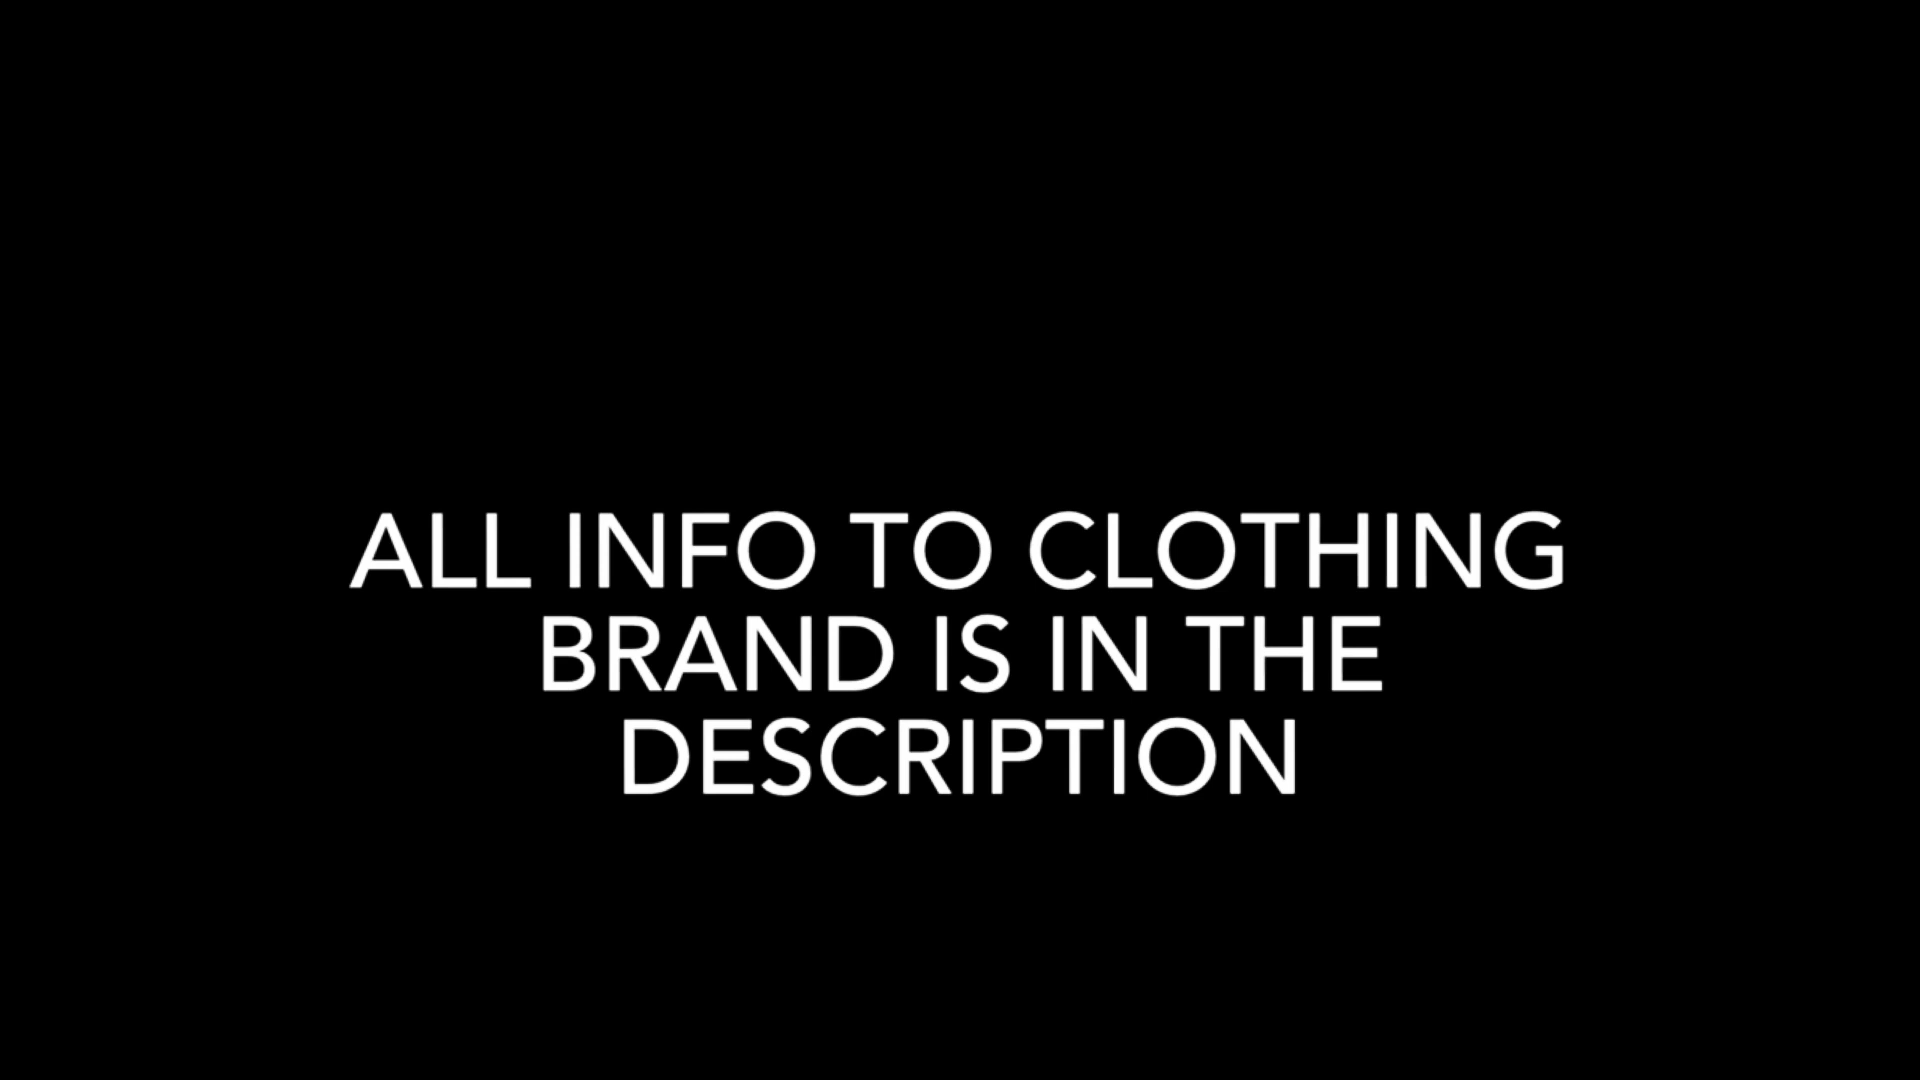 ALL INFO TO CLOTHING
BRAND IS IN THE
DESCRIPTION